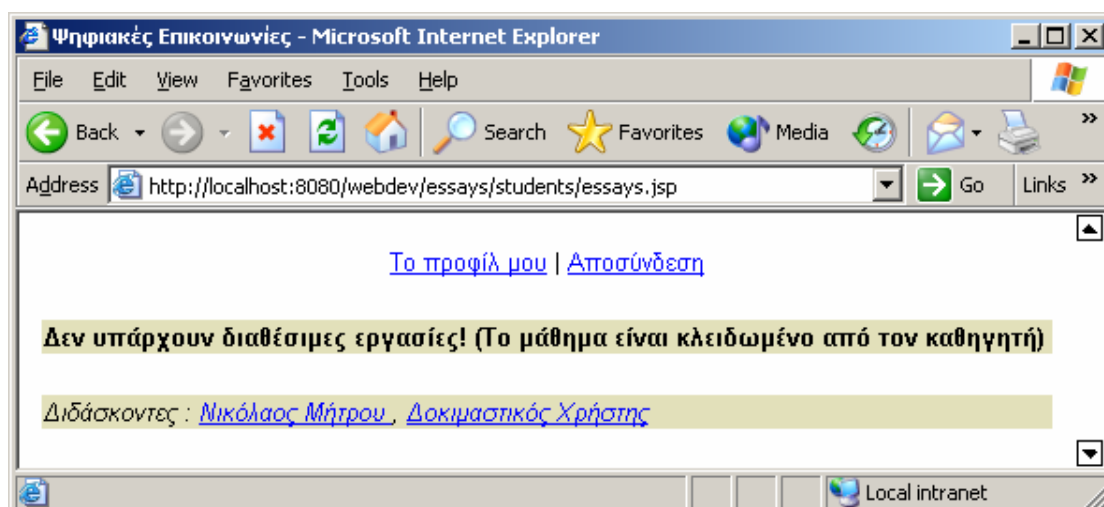 Ψηφιακές Επικοινωνίες - Microsoft Internet Explorer
File Edit View Favorites Tools Help
Back Search Favorites Media »
Address http://localhost:8080/webdev/essays/students/essays.jsp Go Links »
Το προφίλ μου | Αποσύνδεση
Δεν υπάρχουν διαθέσιμες εργασίες! (Το μάθημα είναι κλειδωμένο από τον καθηγητή)
Διδάσκοντες : Νικόλαος Μήτρου , Δοκιμαστικός Χρήστης
Local intranet